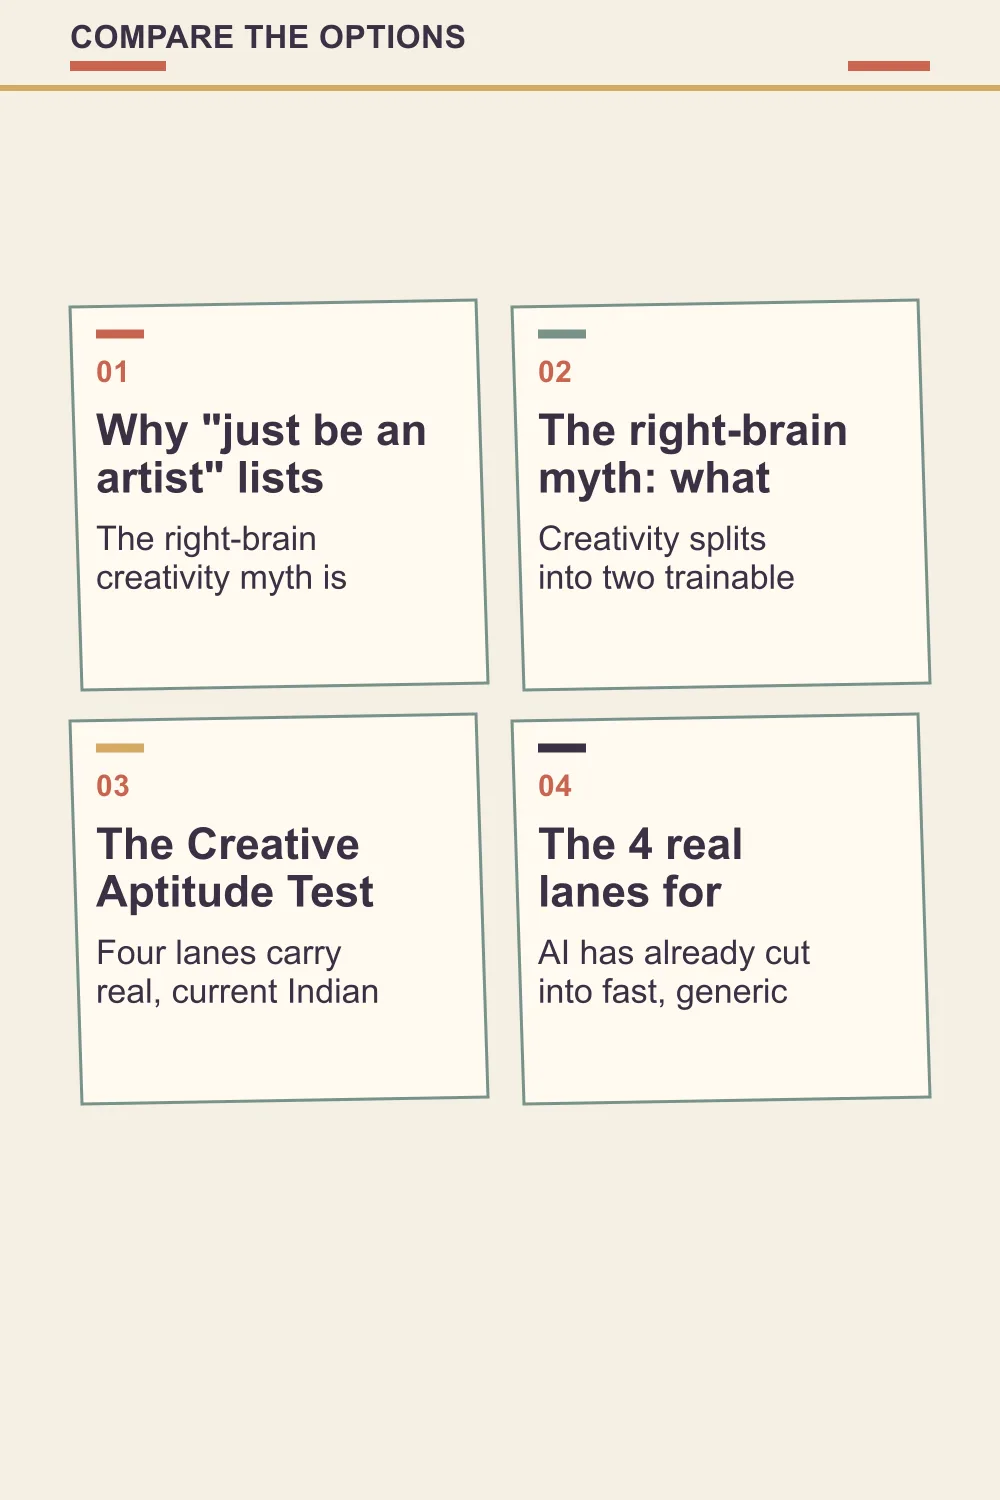 COMPARE THE OPTIONS
01
Why "just be an
artist" lists
The right-brain
creativity myth is
02
The right-brain
myth: what
Creativity splits
into two trainable
03
The Creative
Aptitude Test
Four lanes carry
real, current Indian
04
The 4 real
lanes for
AI has already cut
into fast, generic